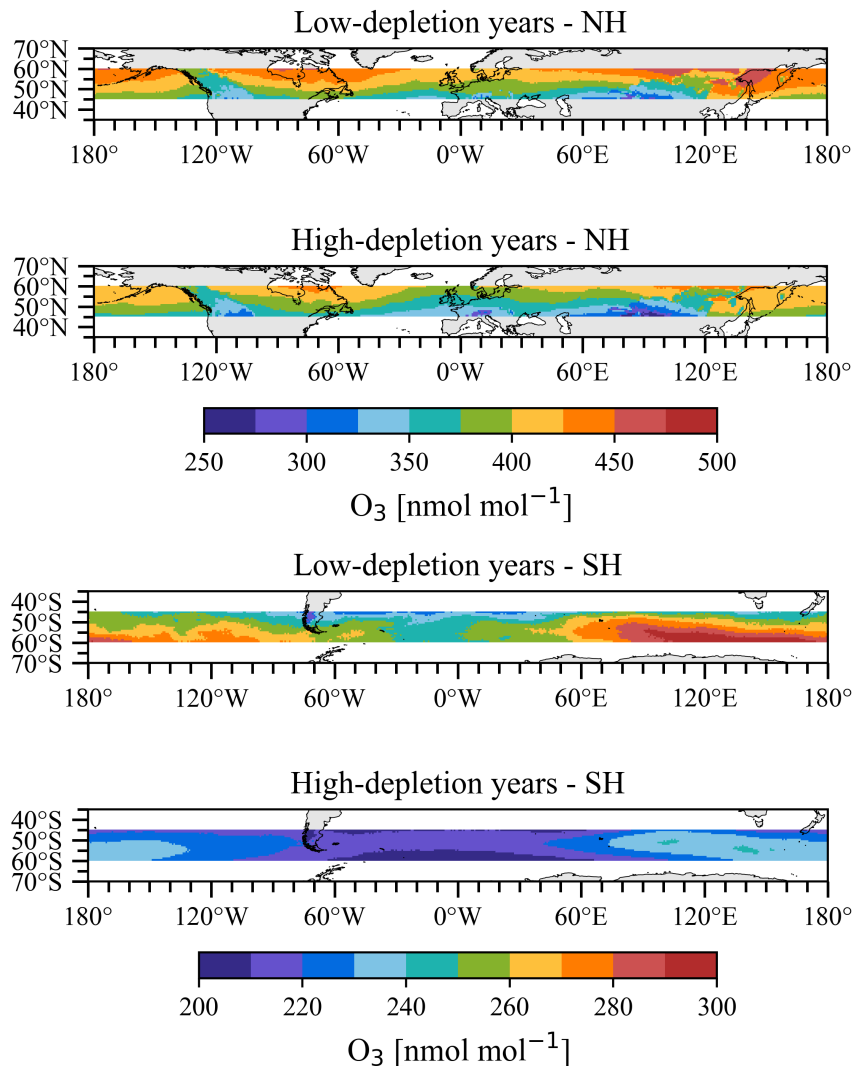 Low-depletion years - NH
70°N
60°N
50°N
40°N
180° 120°W 60°W 0°W 60°E 120°E 180°
High-depletion years - NH
70°N
60°N
50°N
40°N
180° 120°W 60°W 0°W 60°E 120°E 180°
250 300 350 400 450 500
O₃ [nmol mol⁻¹]
Low-depletion years - SH
40°S
50°S
60°S
70°S
180° 120°W 60°W 0°W 60°E 120°E 180°
High-depletion years - SH
40°S
50°S
60°S
70°S
180° 120°W 60°W 0°W 60°E 120°E 180°
200 220 240 260 280 300
O₃ [nmol mol⁻¹]